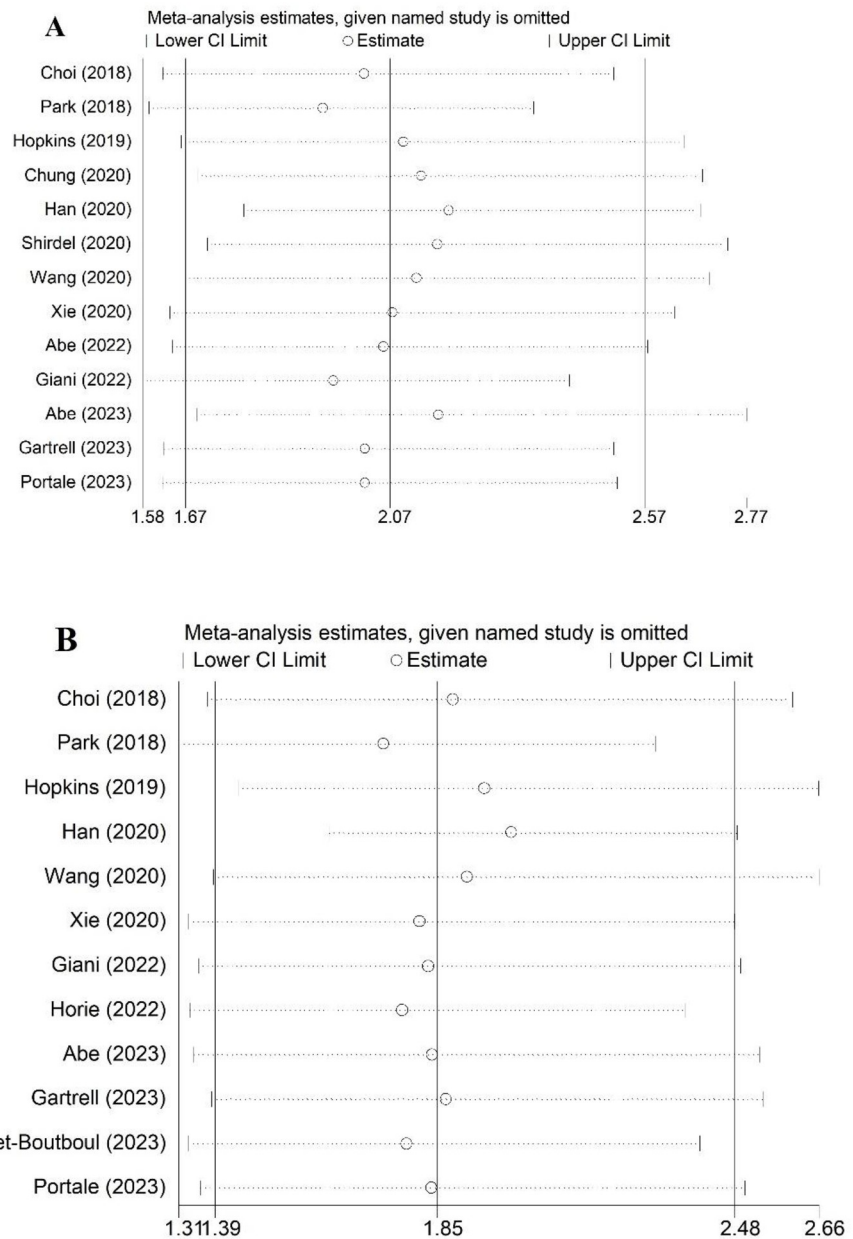 A
Meta-analysis estimates, given named study is omitted
| Lower CI Limit ○ Estimate | Upper CI Limit
Choi (2018)
Park (2018)
Hopkins (2019)
Chung (2020)
Han (2020)
Shirdel (2020)
Wang (2020)
Xie (2020)
Abe (2022)
Giani (2022)
Abe (2023)
Gartrell (2023)
Portale (2023)
1.58 1.67 2.07 2.57 2.77
B
Meta-analysis estimates, given named study is omitted
| Lower CI Limit ○ Estimate | Upper CI Limit
Choi (2018)
Park (2018)
Hopkins (2019)
Han (2020)
Wang (2020)
Xie (2020)
Giani (2022)
Horie (2022)
Abe (2023)
Gartrell (2023)
et-Boutboul (2023)
Portale (2023)
1.31 1.39 1.85 2.48 2.66